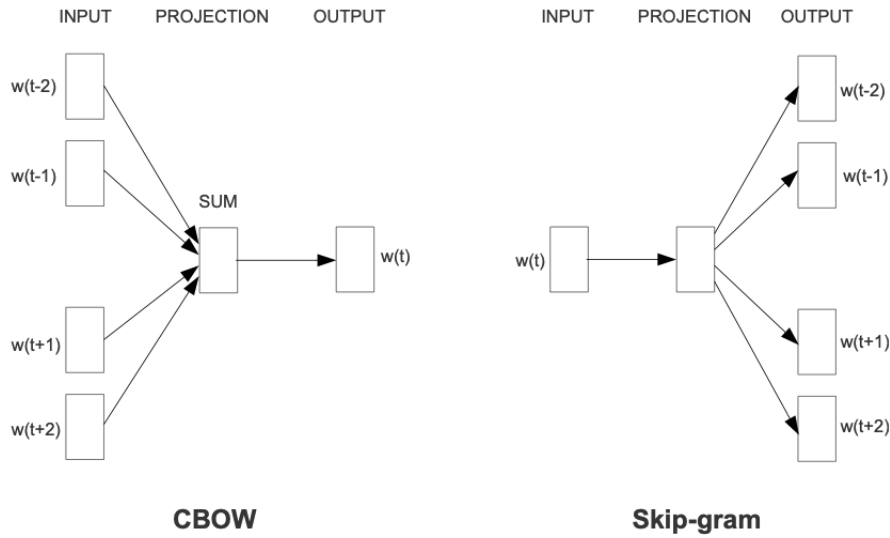 INPUT PROJECTION OUTPUT
w(t-2)
w(t-1)
SUM
w(t)
w(t+1)
w(t+2)
CBOW
INPUT PROJECTION OUTPUT
w(t-2)
w(t-1)
w(t)
w(t+1)
w(t+2)
Skip-gram